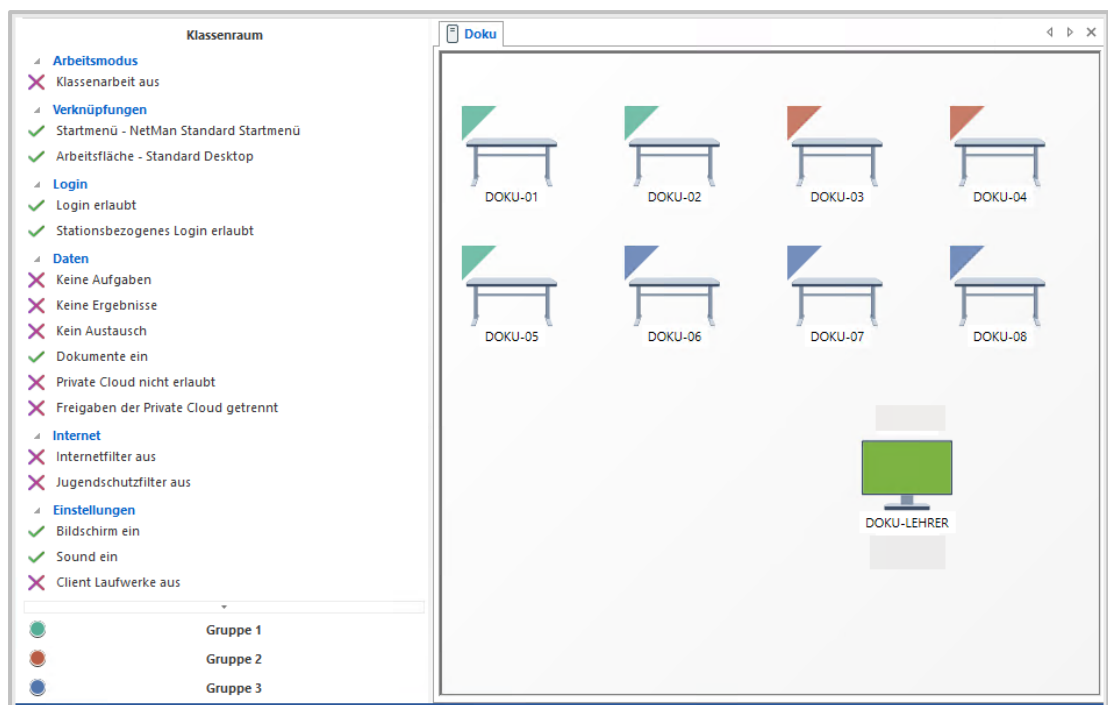 Klassenraum
Arbeitsmodus
Klassenarbeit aus
Verknüpfungen
Startmenü - NetMan Standard Startmenü
Arbeitsfläche - Standard Desktop
Login
Login erlaubt
Stationsbezogenes Login erlaubt
Daten
Keine Aufgaben
Keine Ergebnisse
Kein Austausch
Dokumente ein
Private Cloud nicht erlaubt
Freigaben der Private Cloud getrennt
Internet
Internetfilter aus
Jugendschutzfilter aus
Einstellungen
Bildschirm ein
Sound ein
Client Laufwerke aus
Gruppe 1
Gruppe 2
Gruppe 3
Doku
DOKU-01 DOKU-02 DOKU-03 DOKU-04
DOKU-05 DOKU-06 DOKU-07 DOKU-08
DOKU-LEHRER